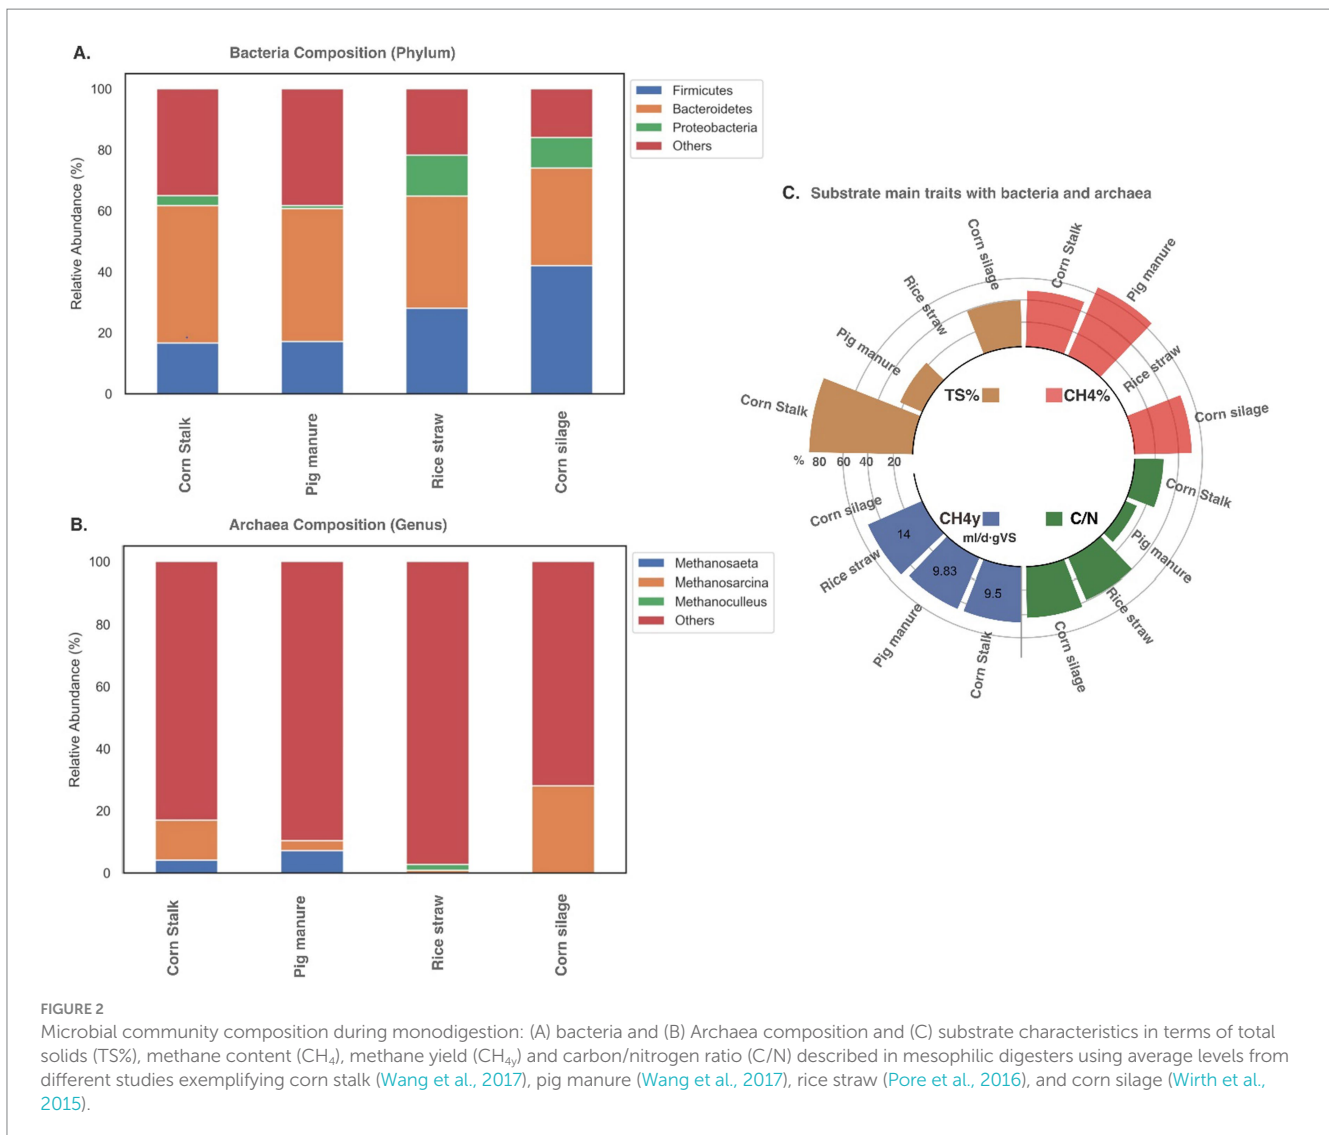 A.
Bacteria Composition (Phylum)
100
80
60
40
20
0
Relative Abundance (%)
Corn Stalk
Pig manure
Rice straw
Corn silage
Firmicutes
Bacteroidetes
Proteobacteria
Others
B.
Archaea Composition (Genus)
100
80
60
40
20
0
Relative Abundance (%)
Corn Stalk
Pig manure
Rice straw
Corn silage
Methanosaeta
Methanosarcina
Methanoculleus
Others
C. Substrate main traits with bacteria and archaea
Corn Stalk
Pig manure
Rice straw
Corn silage
Corn Stalk
Pig manure
Rice straw
Corn silage
Corn Stalk
Pig manure
Rice straw
Corn silage
Corn Stalk
Pig manure
Rice straw
Corn silage
TS%
CH4%
% 80 60 40 20
CH4y
ml/d·gVS
C/N
14
9.83
9.5
FIGURE 2
Microbial community composition during monodigestion: (A) bacteria and (B) Archaea composition and (C) substrate characteristics in terms of total
solids (TS%), methane content (CH₄), methane yield (CH₄y) and carbon/nitrogen ratio (C/N) described in mesophilic digesters using average levels from
different studies exemplifying corn stalk (Wang et al., 2017), pig manure (Wang et al., 2017), rice straw (Pore et al., 2016), and corn silage (Wirth et al.,
2015).